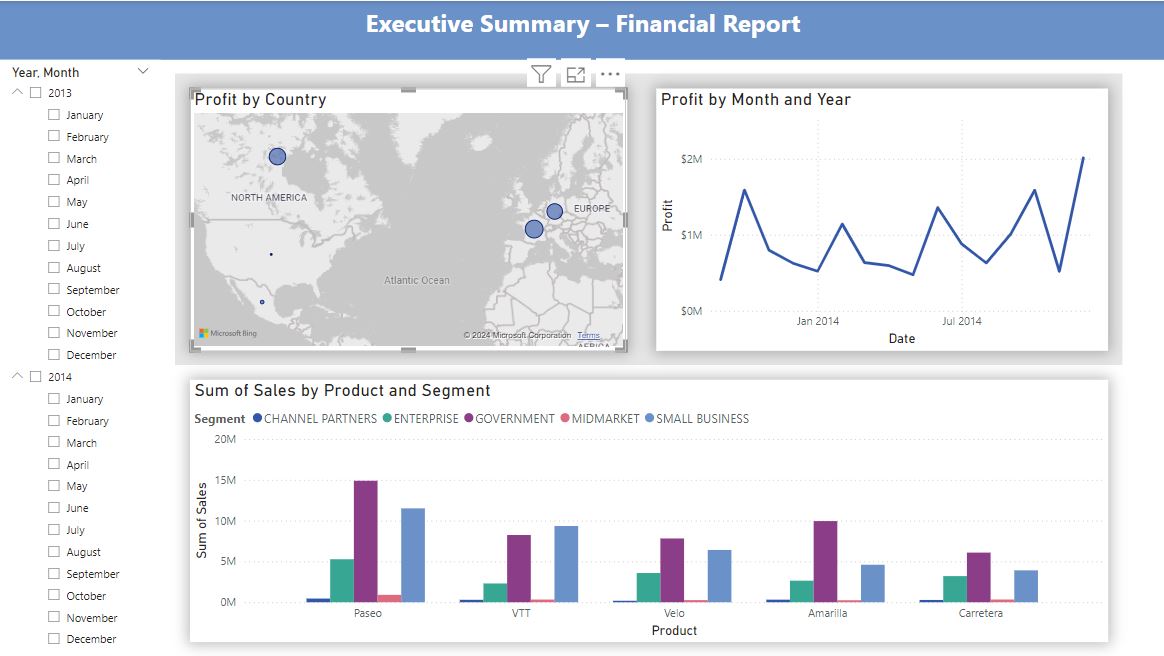 Executive Summary – Financial Report
Year, Month
2013
January
February
March
April
May
June
July
August
September
October
November
December
2014
January
February
March
April
May
June
July
August
September
October
November
December
Profit by Country
NORTH AMERICA
EUROPE
Atlantic Ocean
AFRICA
Microsoft Bing
© 2024 Microsoft Corporation Terms
Profit by Month and Year
Profit
$2M
$1M
$0M
Jan 2014 Jul 2014
Date
Sum of Sales by Product and Segment
Segment CHANNEL PARTNERS ENTERPRISE GOVERNMENT MIDMARKET SMALL BUSINESS
Sum of Sales
20M
15M
10M
5M
0M
Paseo VTT Velo Amarilla Carretera
Product